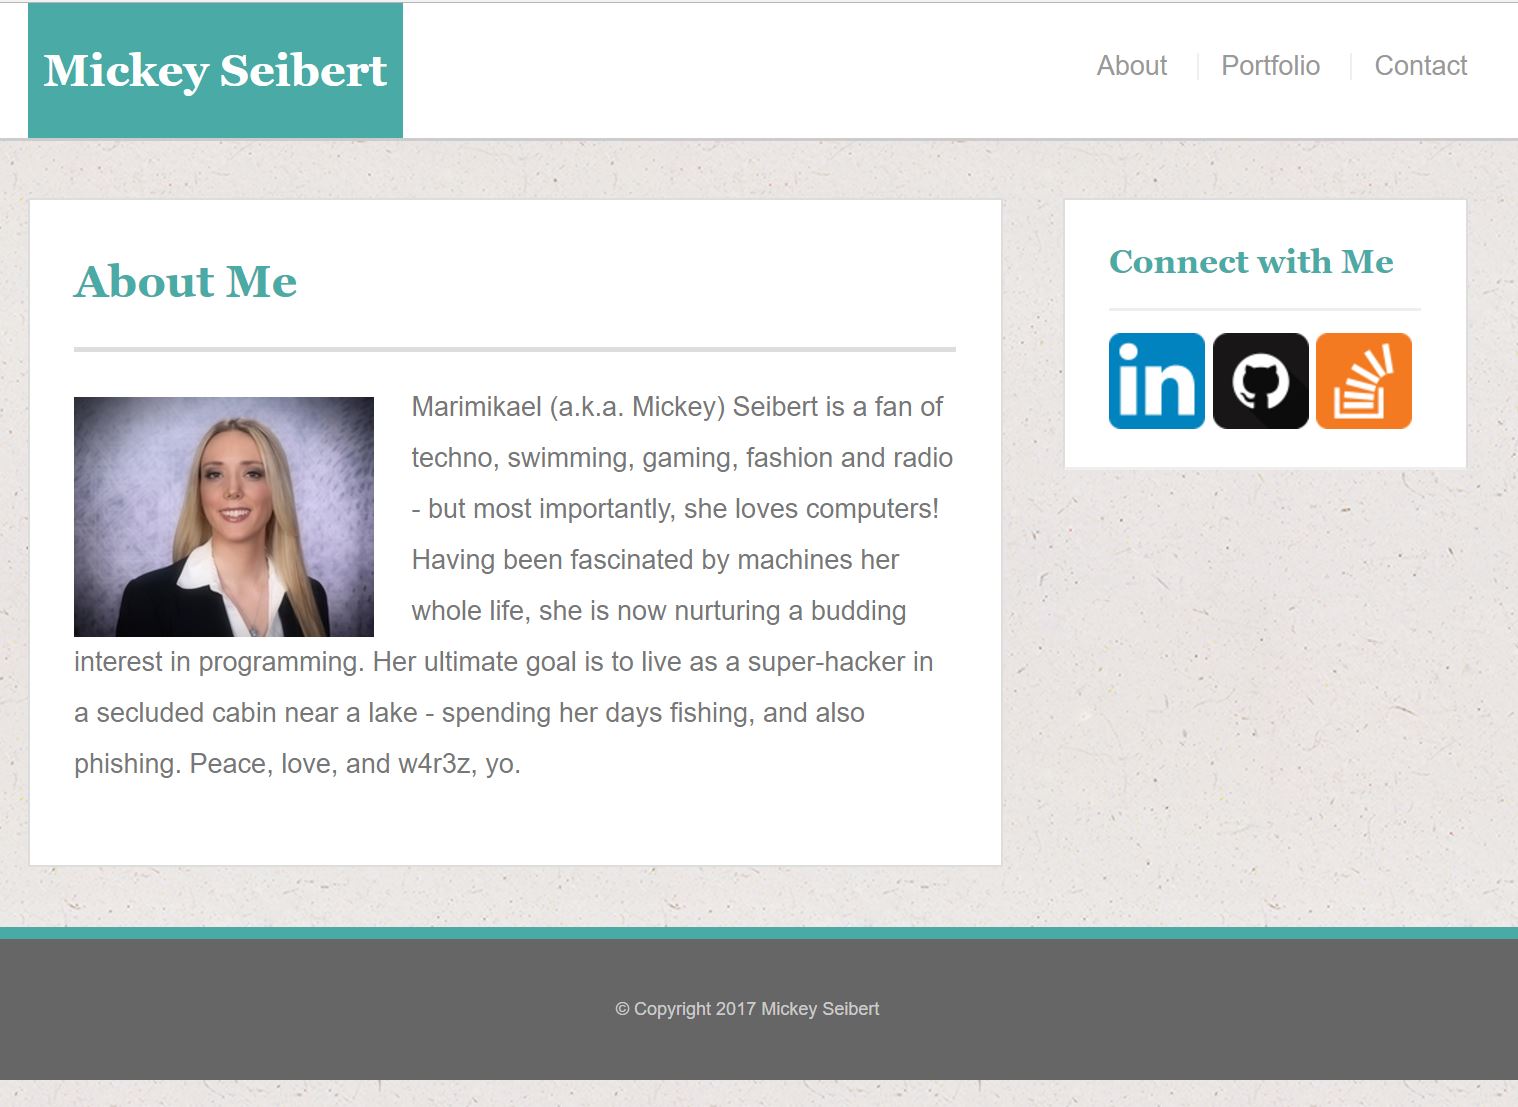 Mickey Seibert
About
Portfolio
Contact
About Me
Marimikael (a.k.a. Mickey) Seibert is a fan of
techno, swimming, gaming, fashion and radio
- but most importantly, she loves computers!
Having been fascinated by machines her
whole life, she is now nurturing a budding
interest in programming. Her ultimate goal is to live as a super-hacker in
a secluded cabin near a lake - spending her days fishing, and also
phishing. Peace, love, and w4r3z, yo.
Connect with Me
in
© Copyright 2017 Mickey Seibert